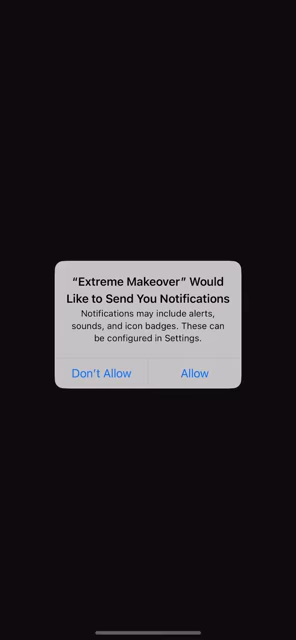 “Extreme Makeover” Would
Like to Send You Notifications
Notifications may include alerts,
sounds, and icon badges. These can
be configured in Settings.
Don’t Allow
Allow